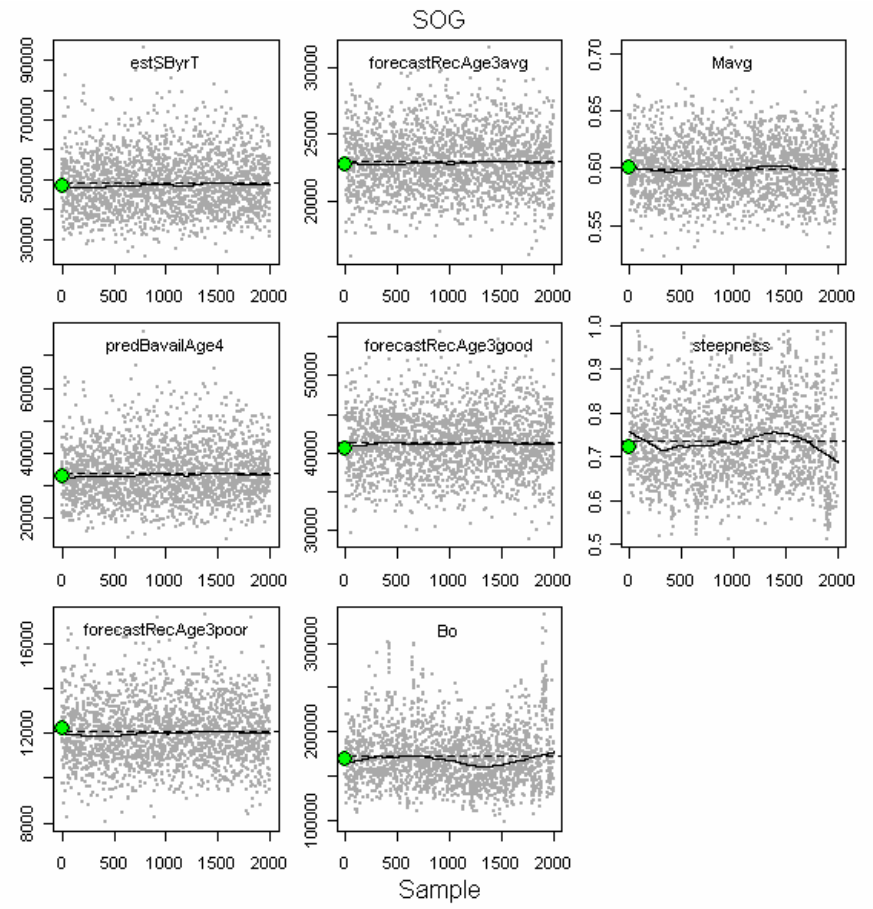 SOG
estSByrT
90000
70000
50000
30000
0 500 1000 1500 2000
forecastRecAge3avg
30000
25000
20000
0 500 1000 1500 2000
Mavg
0.70
0.65
0.60
0.55
0 500 1000 1500 2000
predBavailAge4
60000
40000
20000
0 500 1000 1500 2000
forecastRecAge3good
50000
40000
30000
0 500 1000 1500 2000
steepness
1.0
0.9
0.8
0.7
0.6
0.5
0 500 1000 1500 2000
forecastRecAge3poor
16000
12000
8000
0 500 1000 1500 2000
Bo
300000
200000
100000
0 500 1000 1500 2000
Sample